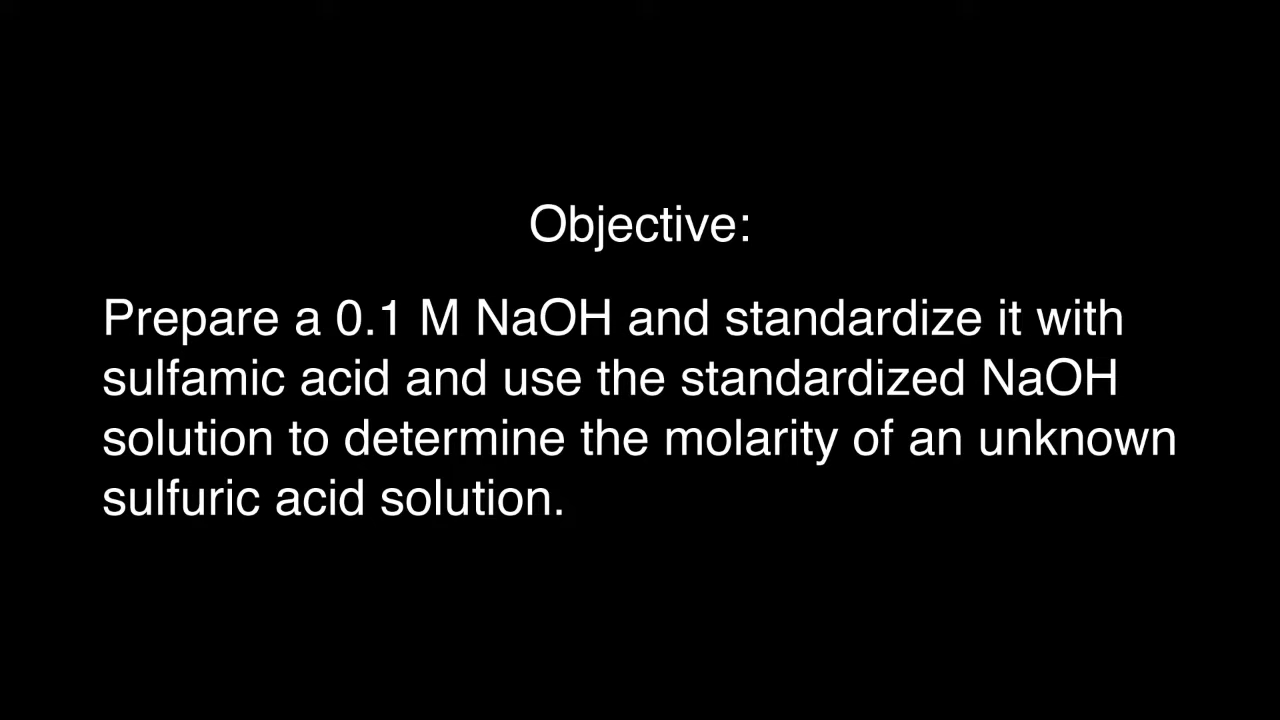 Objective:
Prepare a 0.1 M NaOH and standardize it with
sulfamic acid and use the standardized NaOH
solution to determine the molarity of an unknown
sulfuric acid solution.